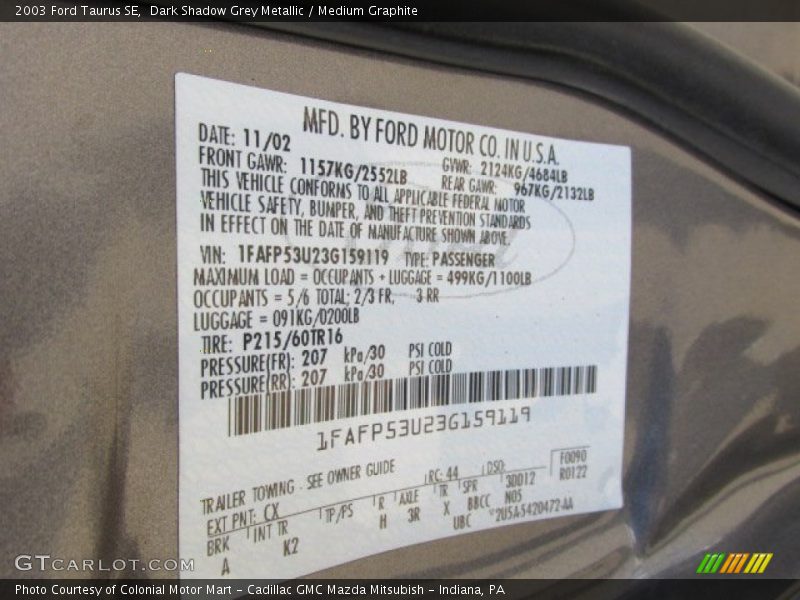 2003 Ford Taurus SE, Dark Shadow Grey Metallic / Medium Graphite
MFD. BY FORD MOTOR CO. IN U.S.A.
DATE: 11/02 GVWR: 2124KG/4684LB
FRONT GAWR: 1157KG/2552LB REAR GAWR: 967KG/2132LB
THIS VEHICLE CONFORMS TO ALL APPLICABLE FEDERAL MOTOR
VEHICLE SAFETY, BUMPER, AND THEFT PREVENTION STANDARDS
IN EFFECT ON THE DATE OF MANUFACTURE SHOWN ABOVE.
VIN: 1FAFP53U23G159119 TYPE: PASSENGER
MAXIMUM LOAD = OCCUPANTS + LUGGAGE = 499KG/1100LB
OCCUPANTS = 5/6 TOTAL; 2/3 FR, 3 RR
LUGGAGE = 091KG/0200LB
TIRE: P215/60TR16
PRESSURE(FR): 207 kPa/30 PSI COLD
PRESSURE(RR): 207 kPa/30 PSI COLD
1FAFP53U23G159119
TRAILER TOWING - SEE OWNER GUIDE
EXT PNT: CX RC: 44 DSO: F0090
R0122
BRK INT TR TP/PS R AXLE TR SPR 3D012
A K2 H 3R X BBCC N05
UBC *2U5A5420472-AA
GTCARLOT.COM
Photo Courtesy of Colonial Motor Mart - Cadillac GMC Mazda Mitsubish - Indiana, PA